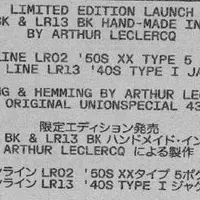 LIMITED EDITION LAUNCH
BK & LR13 BK HAND-MADE IN
BY ARTHUR LECLERCQ
LINE LR02 '50S XX TYPE 5
LINE LR13 '40S TYPE I J
& HEMMING BY ARTHUR LE
ORIGINAL UNIONSPECIAL 43
限定エディション発売
BK & LR13 BK ハンドメイド・イン
ARTHUR LECLERCQ による製作
ライン LR02 '50S XXタイプ 5ポケ
ライン LR13 '40S TYPE I ジャケ